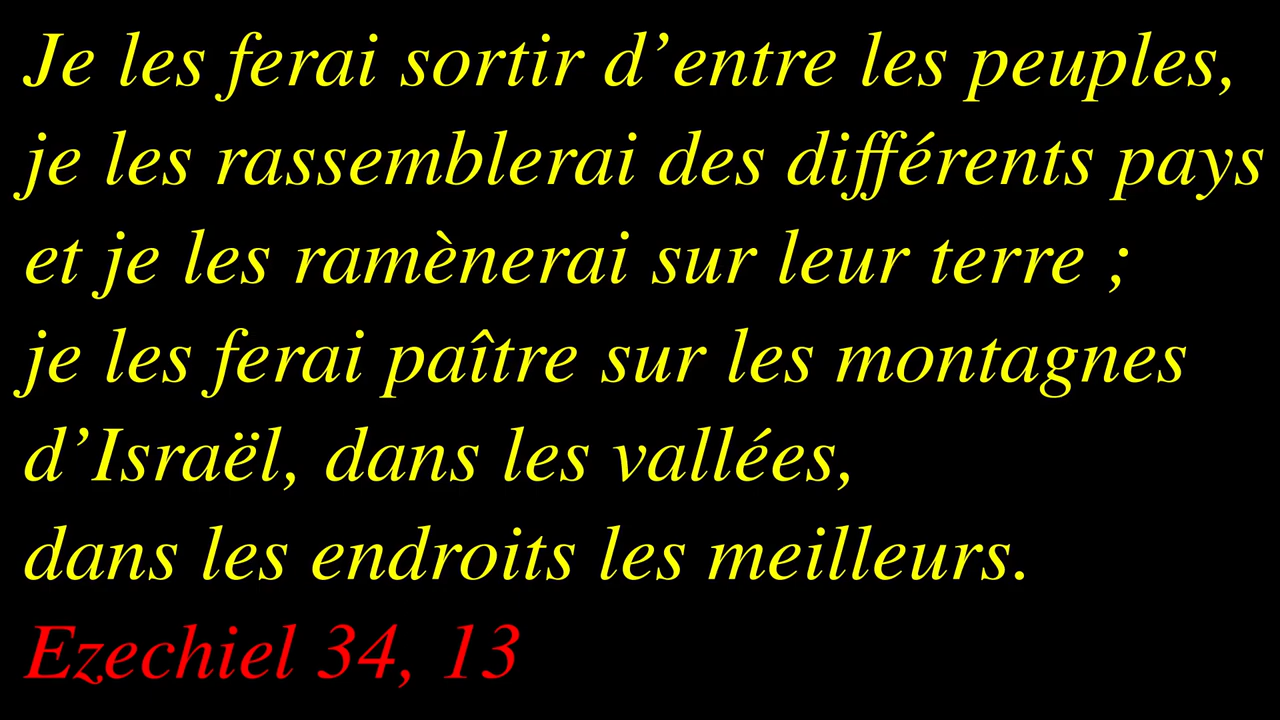 Je les ferai sortir d’entre les peuples,
je les rassemblerai des différents pays
et je les ramènerai sur leur terre ;
je les ferai paître sur les montagnes
d’Israël, dans les vallées,
dans les endroits les meilleurs.
Ezechiel 34, 13